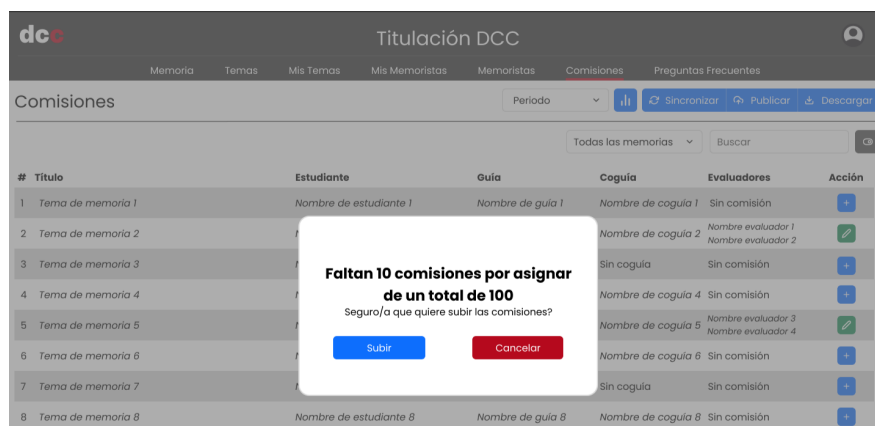 dcc
Titulación DCC
Memoria Temas Mis Temas Mis Memoristas Memoristas Comisiones Preguntas Frecuentes
Comisiones
Periodo
Sincronizar
Publicar
Descargar
Todas las memorias
Buscar
# Título Estudiante Guía Coguía Evaluadores Acción
1 Tema de memoria 1 Nombre de estudiante 1 Nombre de guía 1 Nombre de coguía 1 Sin comisión
2 Tema de memoria 2 Nombre de coguía 2 Nombre evaluador 1
Nombre evaluador 2
3 Tema de memoria 3 Sin coguía Sin comisión
4 Tema de memoria 4 Nombre de coguía 4 Sin comisión
5 Tema de memoria 5 Nombre de coguía 5 Nombre evaluador 3
Nombre evaluador 4
6 Tema de memoria 6 Nombre de coguía 6 Sin comisión
7 Tema de memoria 7 Sin coguía Sin comisión
8 Tema de memoria 8 Nombre de estudiante 8 Nombre de guía 8 Nombre de coguía 8 Sin comisión
Faltan 10 comisiones por asignar
de un total de 100
Seguro/a que quiere subir las comisiones?
Subir
Cancelar